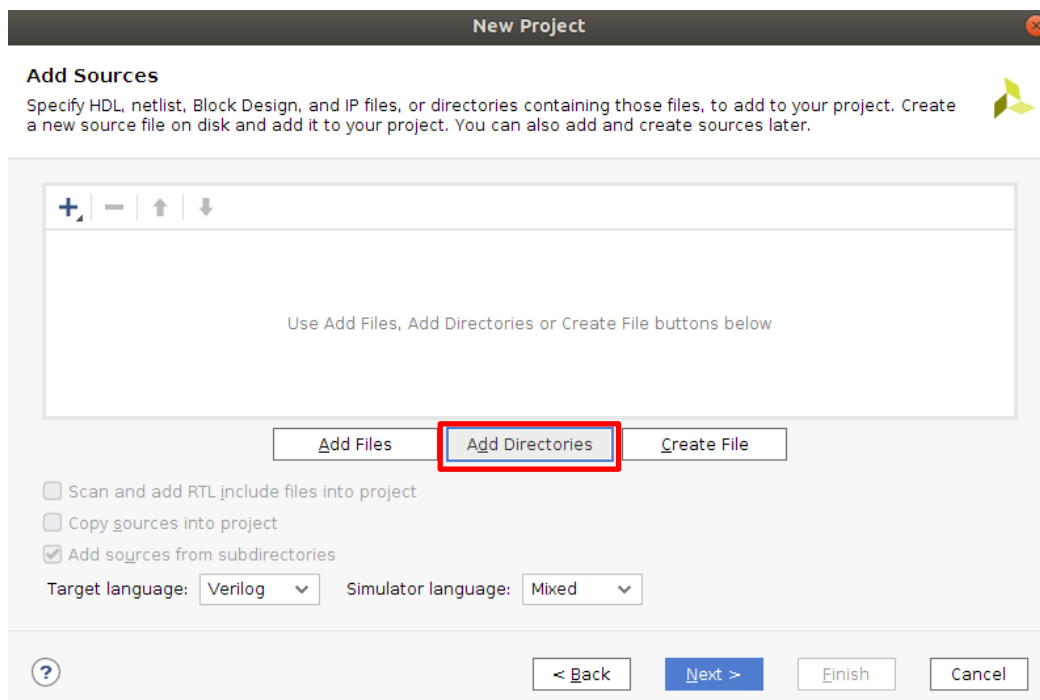 New Project
Add Sources
Specify HDL, netlist, Block Design, and IP files, or directories containing those files, to add to your project. Create
a new source file on disk and add it to your project. You can also add and create sources later.
Use Add Files, Add Directories or Create File buttons below
Add Files Add Directories Create File
Scan and add RTL include files into project
Copy sources into project
Add sources from subdirectories
Target language: Verilog Simulator language: Mixed
? < Back Next > Finish Cancel